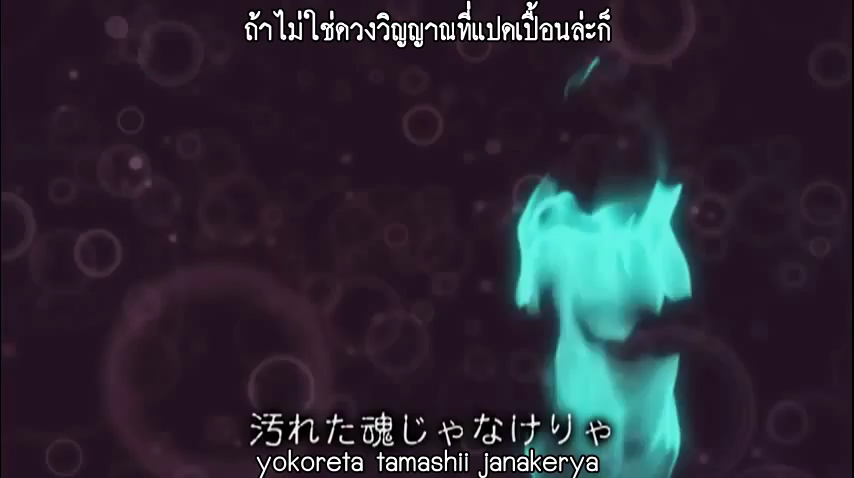 ถ้าไม่ใช่ดวงวิญญาณที่แปดเปื้อนล่ะก็
汚れた魂じゃなけりゃ
yokoreta tamashii janakerya